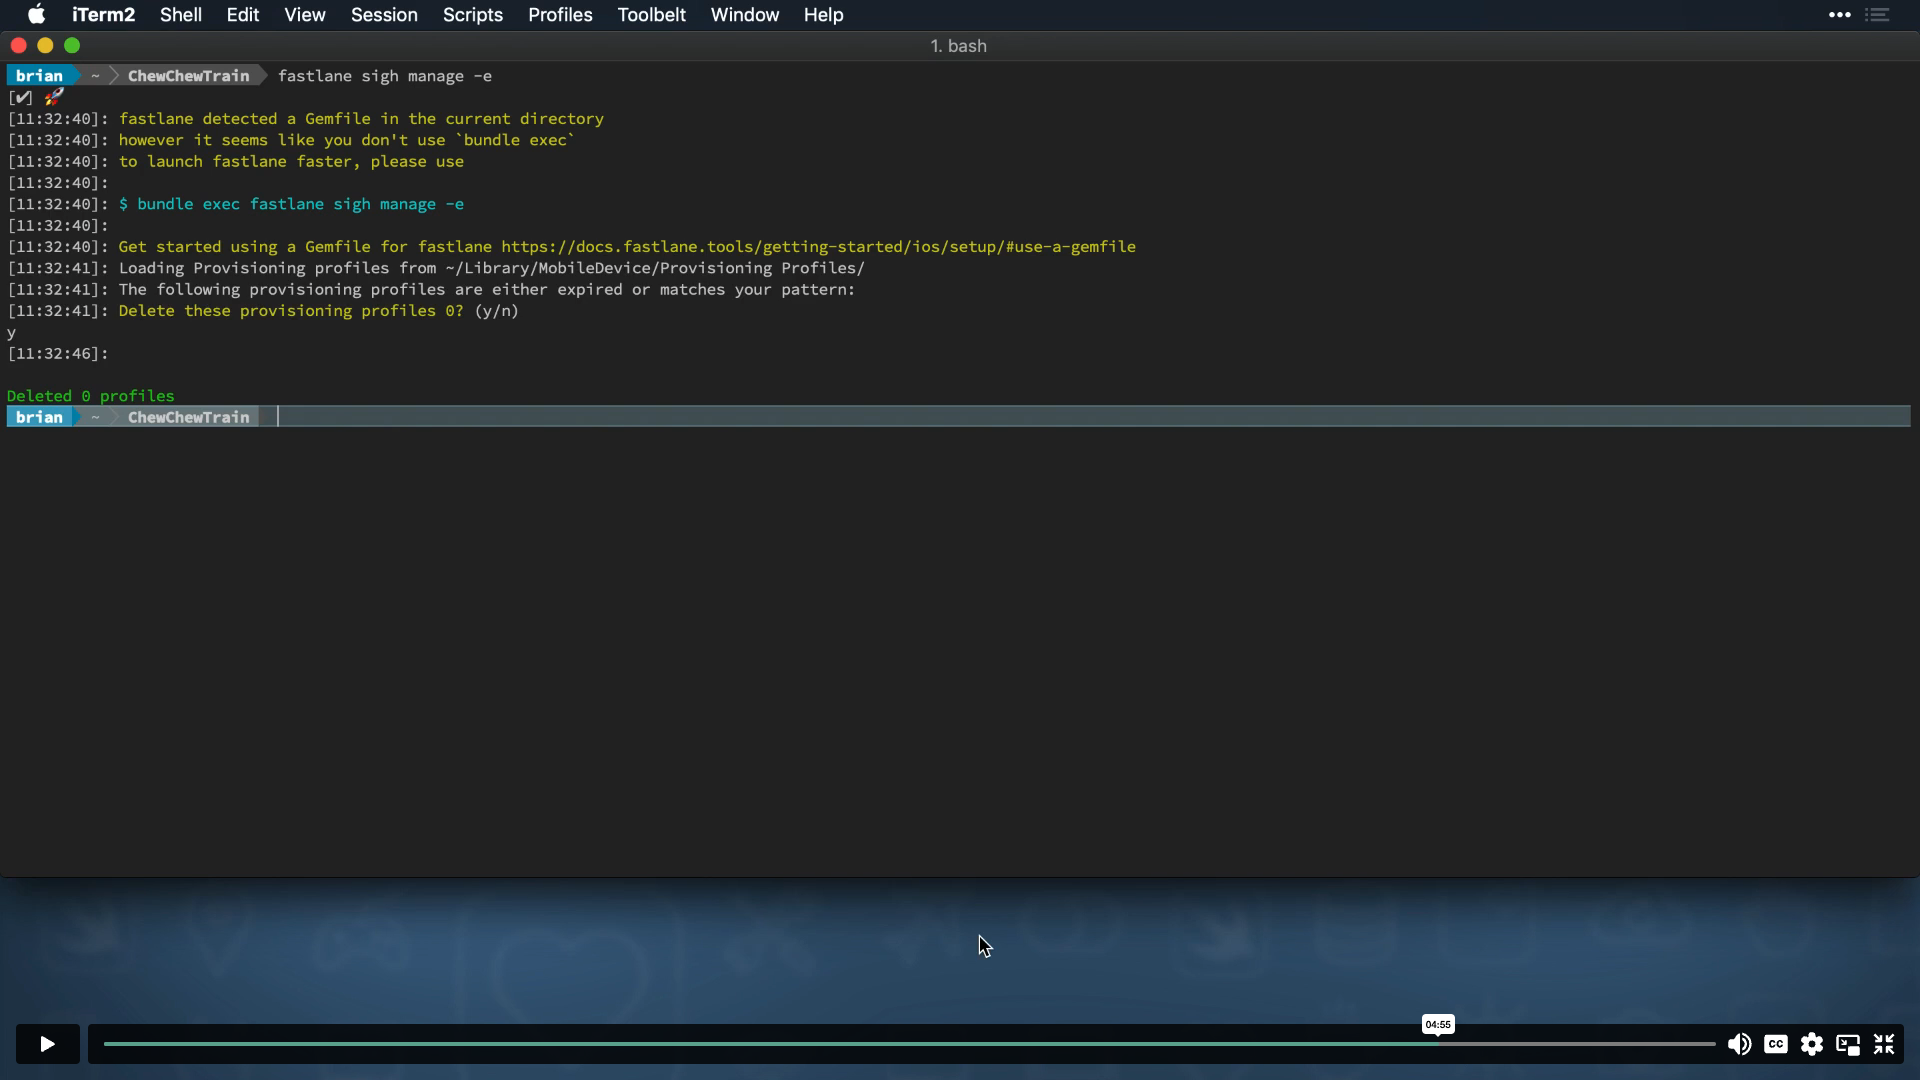 iTerm2 Shell Edit View Session Scripts Profiles Toolbelt Window Help
1. bash
brian ~ ChewChewTrain fastlane sigh manage -e
[✔] 🚀
[11:32:40]: fastlane detected a Gemfile in the current directory
[11:32:40]: however it seems like you don't use `bundle exec`
[11:32:40]: to launch fastlane faster, please use
[11:32:40]:
[11:32:40]: $ bundle exec fastlane sigh manage -e
[11:32:40]:
[11:32:40]: Get started using a Gemfile for fastlane https://docs.fastlane.tools/getting-started/ios/setup/#use-a-gemfile
[11:32:41]: Loading Provisioning profiles from ~/Library/MobileDevice/Provisioning Profiles/
[11:32:41]: The following provisioning profiles are either expired or matches your pattern:
[11:32:41]: Delete these provisioning profiles 0? (y/n)
y
[11:32:46]:
Deleted 0 profiles
brian ~ ChewChewTrain
04:55
CC